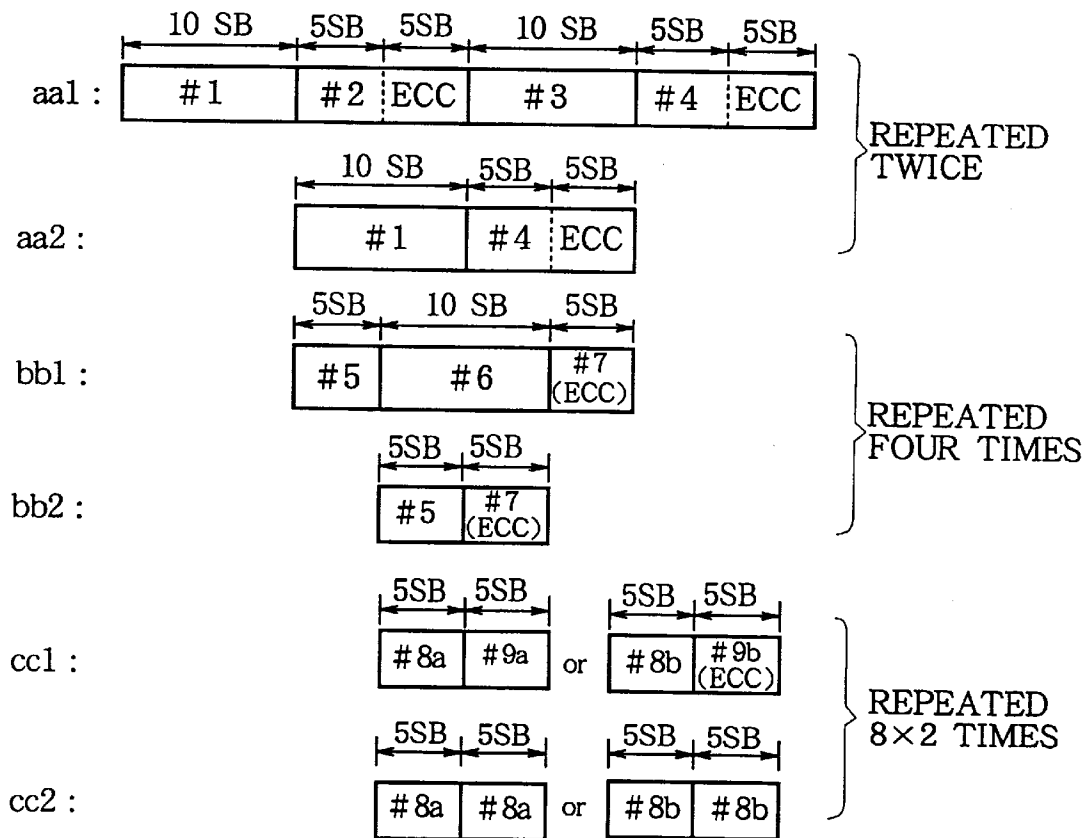 10 SB 5SB 5SB 10 SB 5SB 5SB
aa1 : #1 #2 ECC #3 #4 ECC
REPEATED
TWICE
10 SB 5SB 5SB
aa2 : #1 #4 ECC
5SB 10 SB 5SB
bb1 : #5 #6 #7
(ECC)
REPEATED
FOUR TIMES
5SB 5SB
bb2 : #5 #7
(ECC)
5SB 5SB 5SB 5SB
cc1 : #8a #9a or #8b #9b
(ECC)
REPEATED
8×2 TIMES
5SB 5SB 5SB 5SB
cc2 : #8a #8a or #8b #8b